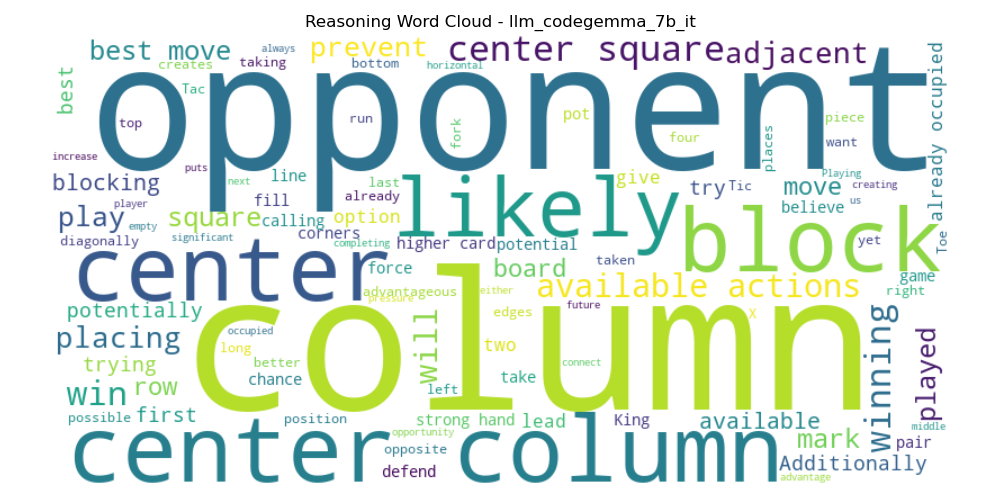 Reasoning Word Cloud - llm_codegemma_7b_it
best move
always
creates
taking
prevent
bottom
center square
horizontal
adjacent
best
Tac
top
opponent
run
fork
pot
four
places
piece
want
already occupied
increase
puts
next
player
blocking
line
last
already
likely
give
try
Tic
move
Playing
creating
believe
us
play
fill
empty
square
calling
option
corners
block
yet
Toe
diagonally
significant
completing
higher card
potential
taken
center
force
board
available actions
game
right
potentially
advantageous
pressure
either
edges
future
X
placing
occupied
long
column
will
two
connect
winning
played
trying
better
chance
left
take
win
row
possible
first
position
strong hand
lead
King
available
middle
center column
opportunity
opposite
defend
mark
pair
Additionally
advantage